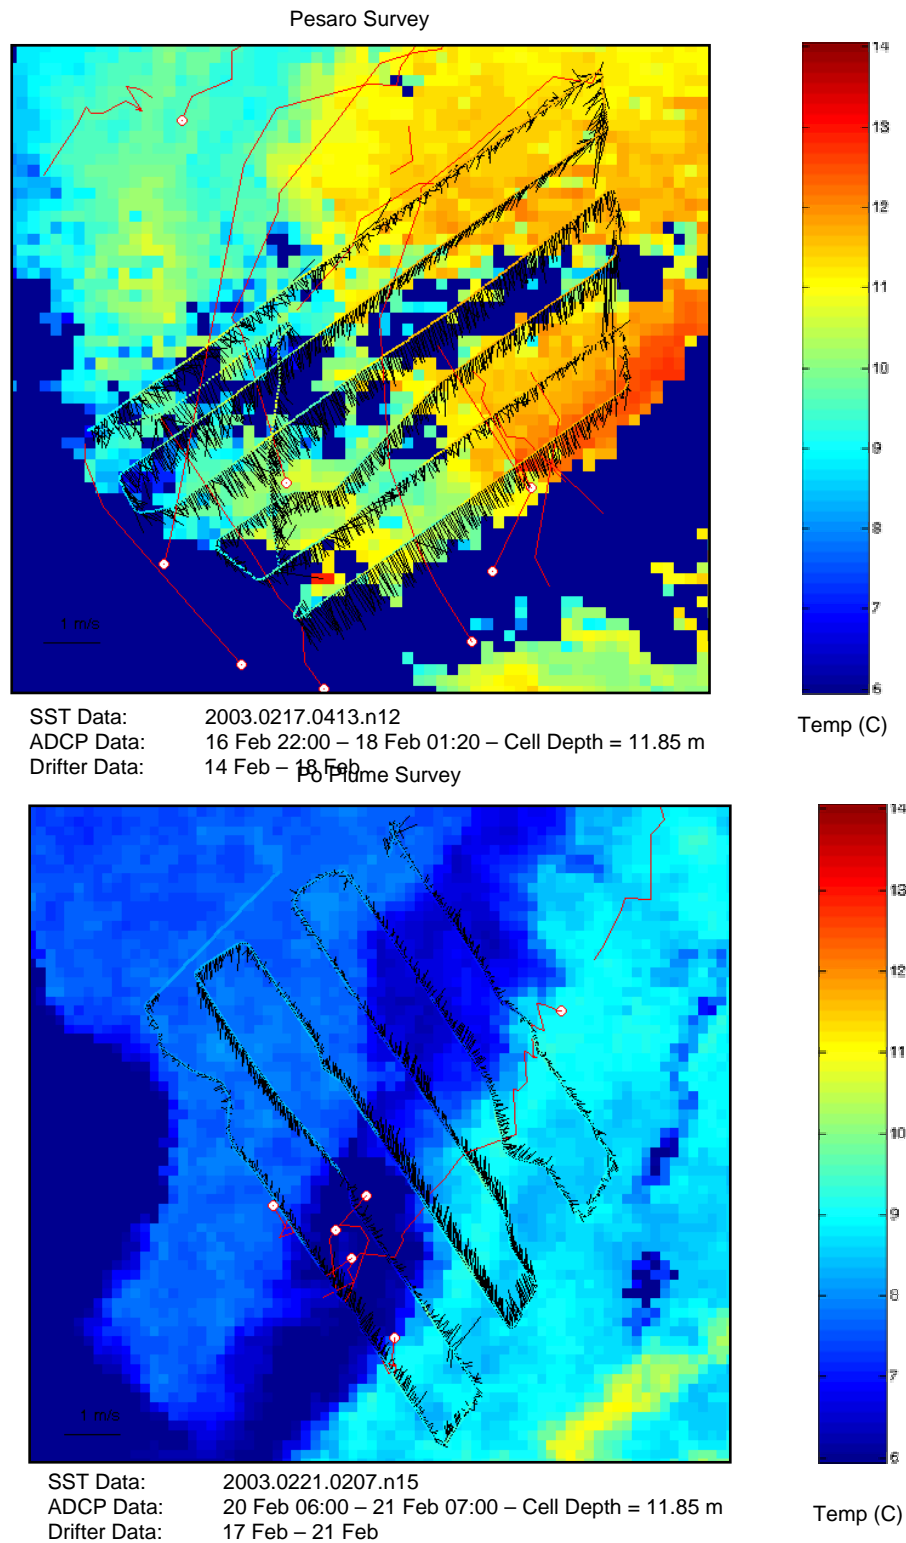 Pesaro Survey
14
13
12
11
10
9
8
7
6
1 m/s
Temp (C)
SST Data: 2003.0217.0413.n12
ADCP Data: 16 Feb 22:00 – 18 Feb 01:20 – Cell Depth = 11.85 m
Drifter Data: 14 Feb – 18 Feb
Po Plume Survey
14
13
12
11
10
9
8
7
6
1 m/s
Temp (C)
SST Data: 2003.0221.0207.n15
ADCP Data: 20 Feb 06:00 – 21 Feb 07:00 – Cell Depth = 11.85 m
Drifter Data: 17 Feb – 21 Feb